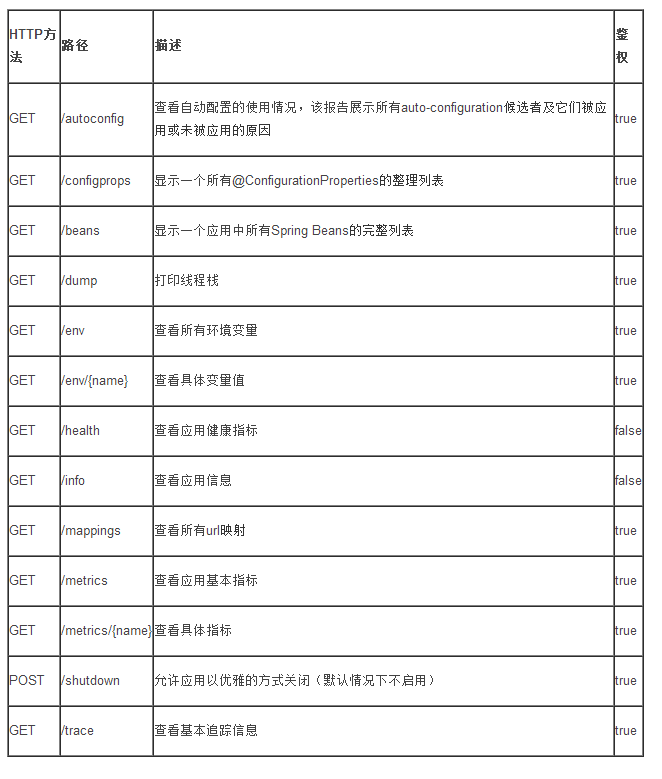 HTTP方法 路径 描述 鉴权
GET /autoconfig 查看自动配置的使用情况，该报告展示所有auto-configuration候选者及它们被应用或未被应用的原因 true
GET /configprops 显示一个所有@ConfigurationProperties的整理列表 true
GET /beans 显示一个应用中所有Spring Beans的完整列表 true
GET /dump 打印线程栈 true
GET /env 查看所有环境变量 true
GET /env/{name} 查看具体变量值 true
GET /health 查看应用健康指标 false
GET /info 查看应用信息 false
GET /mappings 查看所有url映射 true
GET /metrics 查看应用基本指标 true
GET /metrics/{name} 查看具体指标 true
POST /shutdown 允许应用以优雅的方式关闭（默认情况下不启用） true
GET /trace 查看基本追踪信息 true